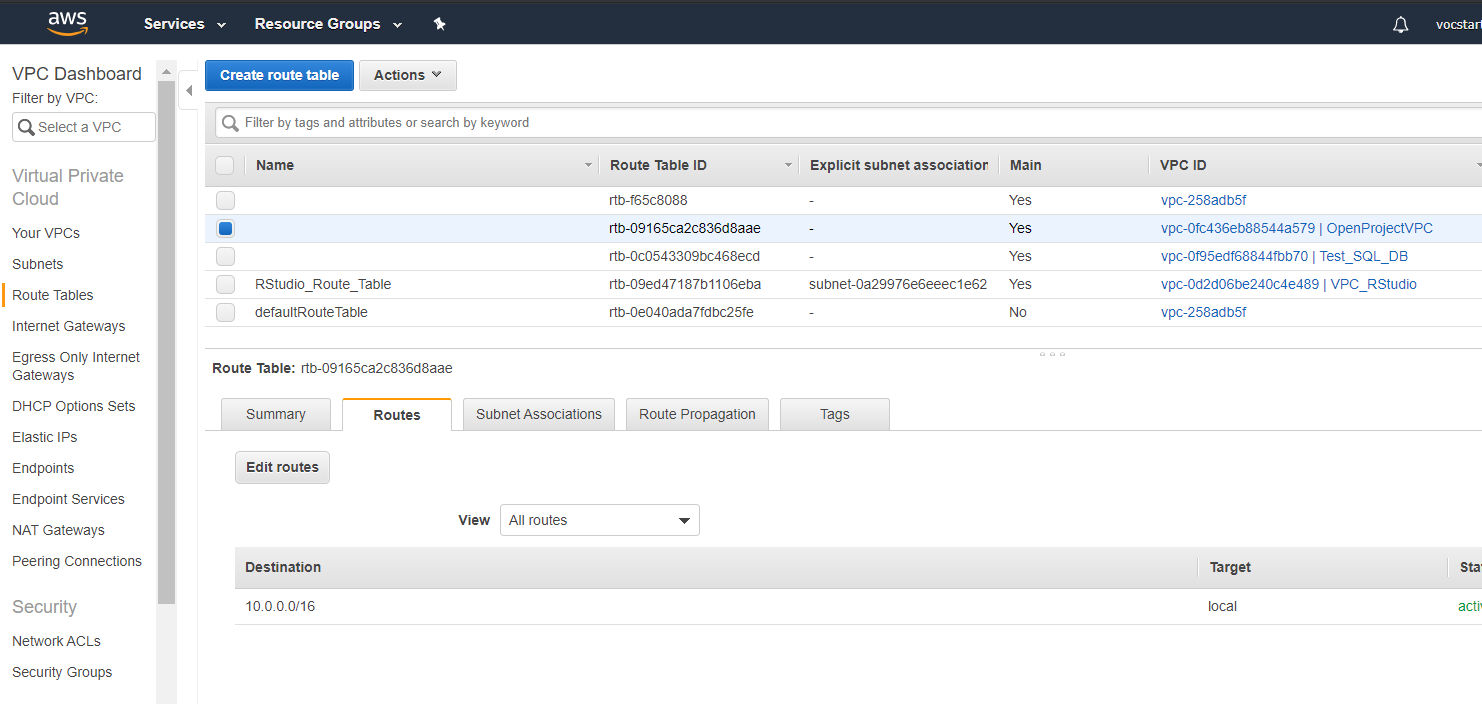 aws Services Resource Groups vocstart
VPC Dashboard
Filter by VPC:
Select a VPC
Virtual Private
Cloud
Your VPCs
Subnets
Route Tables
Internet Gateways
Egress Only Internet
Gateways
DHCP Options Sets
Elastic IPs
Endpoints
Endpoint Services
NAT Gateways
Peering Connections
Security
Network ACLs
Security Groups
Create route table Actions
Filter by tags and attributes or search by keyword
Name Route Table ID Explicit subnet association Main VPC ID
rtb-f65c8088 - Yes vpc-258adb5f
rtb-09165ca2c836d8aae - Yes vpc-0fc436eb88544a579 | OpenProjectVPC
rtb-0c0543309bc468ecd - Yes vpc-0f95edf68844fbb70 | Test_SQL_DB
RStudio_Route_Table rtb-09ed47187b1106eba subnet-0a29976e6eeec1e62 Yes vpc-0d2d06be240c4e489 | VPC_RStudio
defaultRouteTable rtb-0e040ada7fdbc25fe - No vpc-258adb5f
Route Table: rtb-09165ca2c836d8aae
Summary Routes Subnet Associations Route Propagation Tags
Edit routes
View All routes
Destination Target Sta
10.0.0.0/16 local acti